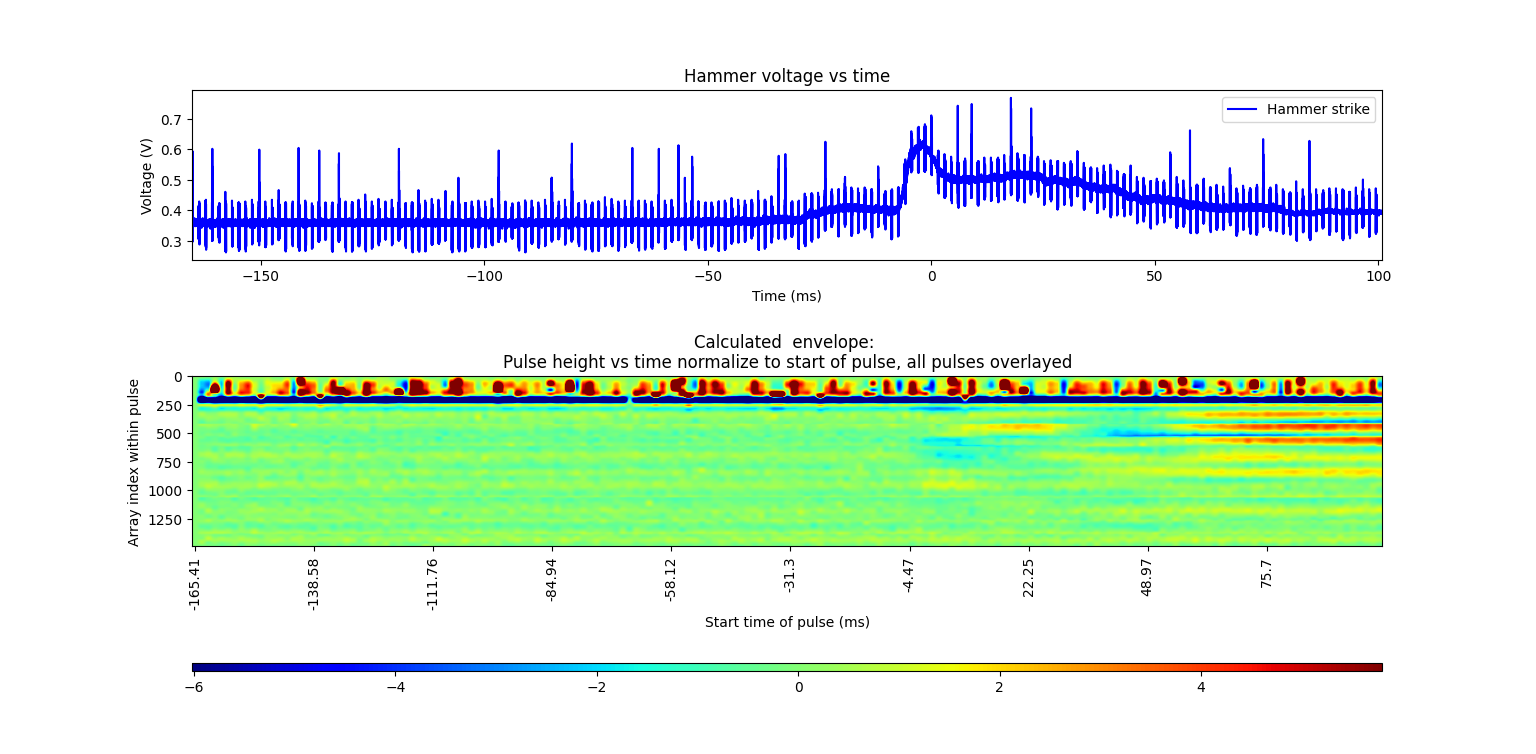 Hammer voltage vs time
Voltage (V)
0.7
0.6
0.5
0.4
0.3
Hammer strike
−150 −100 −50 0 50 100
Time (ms)
Calculated  envelope:
Pulse height vs time normalize to start of pulse, all pulses overlayed
Array index within pulse
0
250
500
750
1000
1250
-165.41 -138.58 -111.76 -84.94 -58.12 -31.3 -4.47 22.25 48.97 75.7
Start time of pulse (ms)
−6 −4 −2 0 2 4